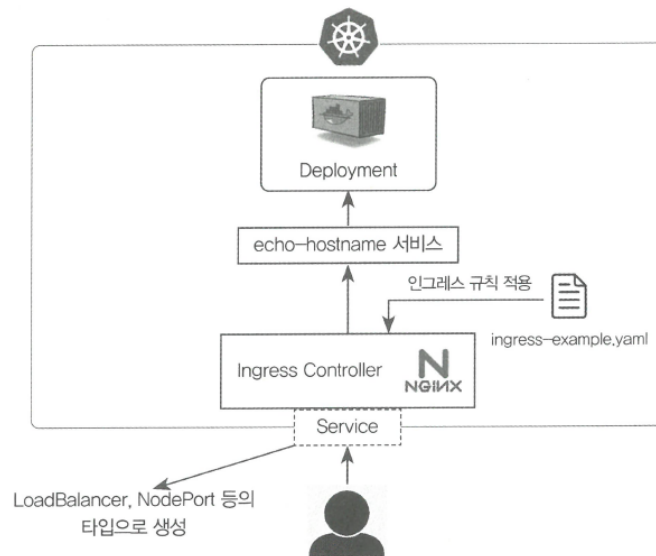 Deployment
echo-hostname 서비스
인그레스 규칙 적용
ingress-example.yaml
Ingress Controller
NGINX
Service
LoadBalancer, NodePort 등의
타입으로 생성